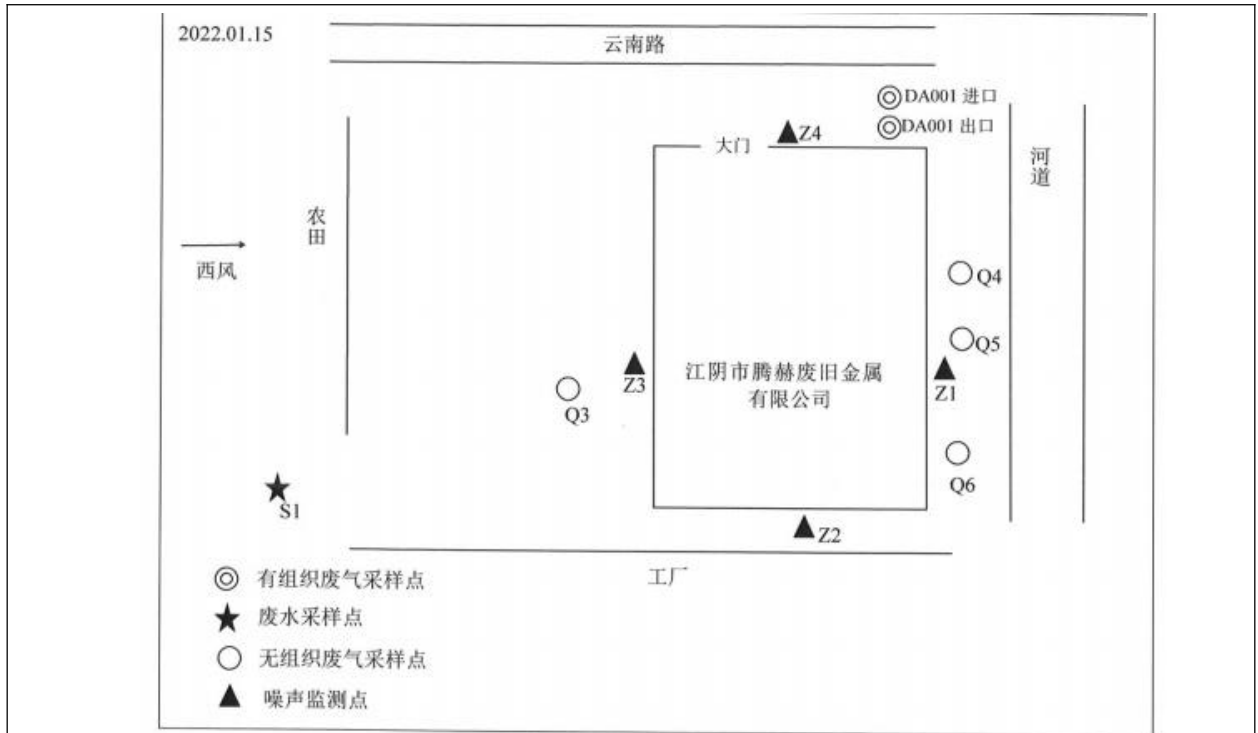 2022.01.15
云南路
DA001 进口
DA001 出口
Z4
大门
河道
农田
西风
Q4
Q5
江阴市腾赫废旧金属
有限公司
Z3
Z1
Q3
Q6
S1
Z2
工厂
有组织废气采样点
废水采样点
无组织废气采样点
噪声监测点